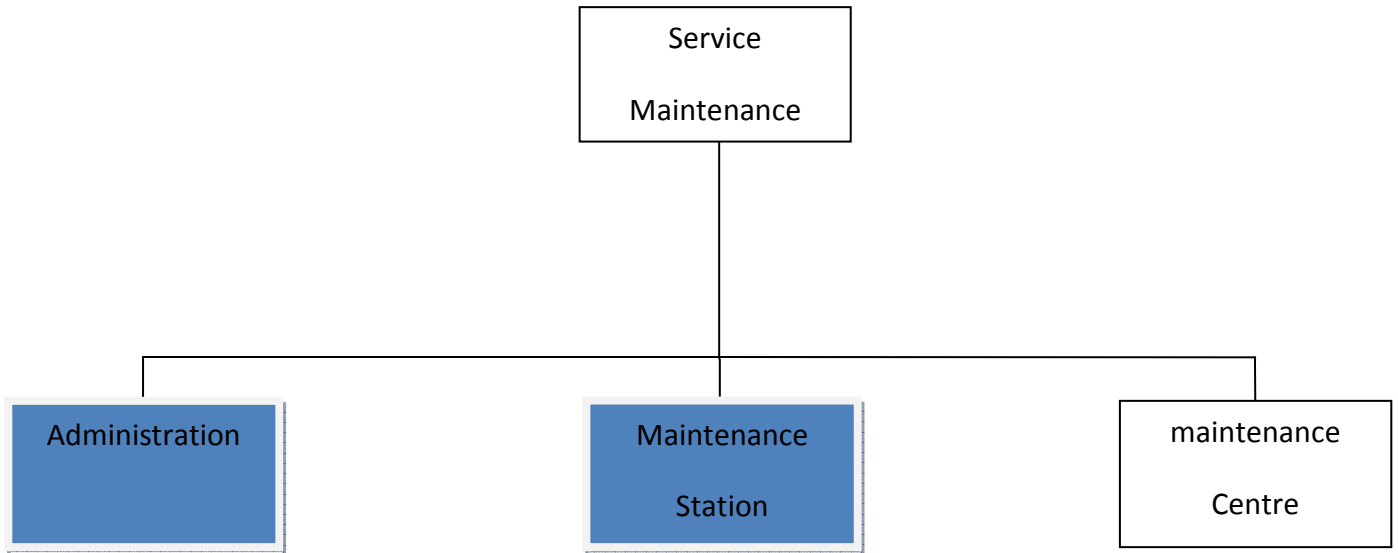 Service
Maintenance
Administration
Maintenance
Station
maintenance
Centre